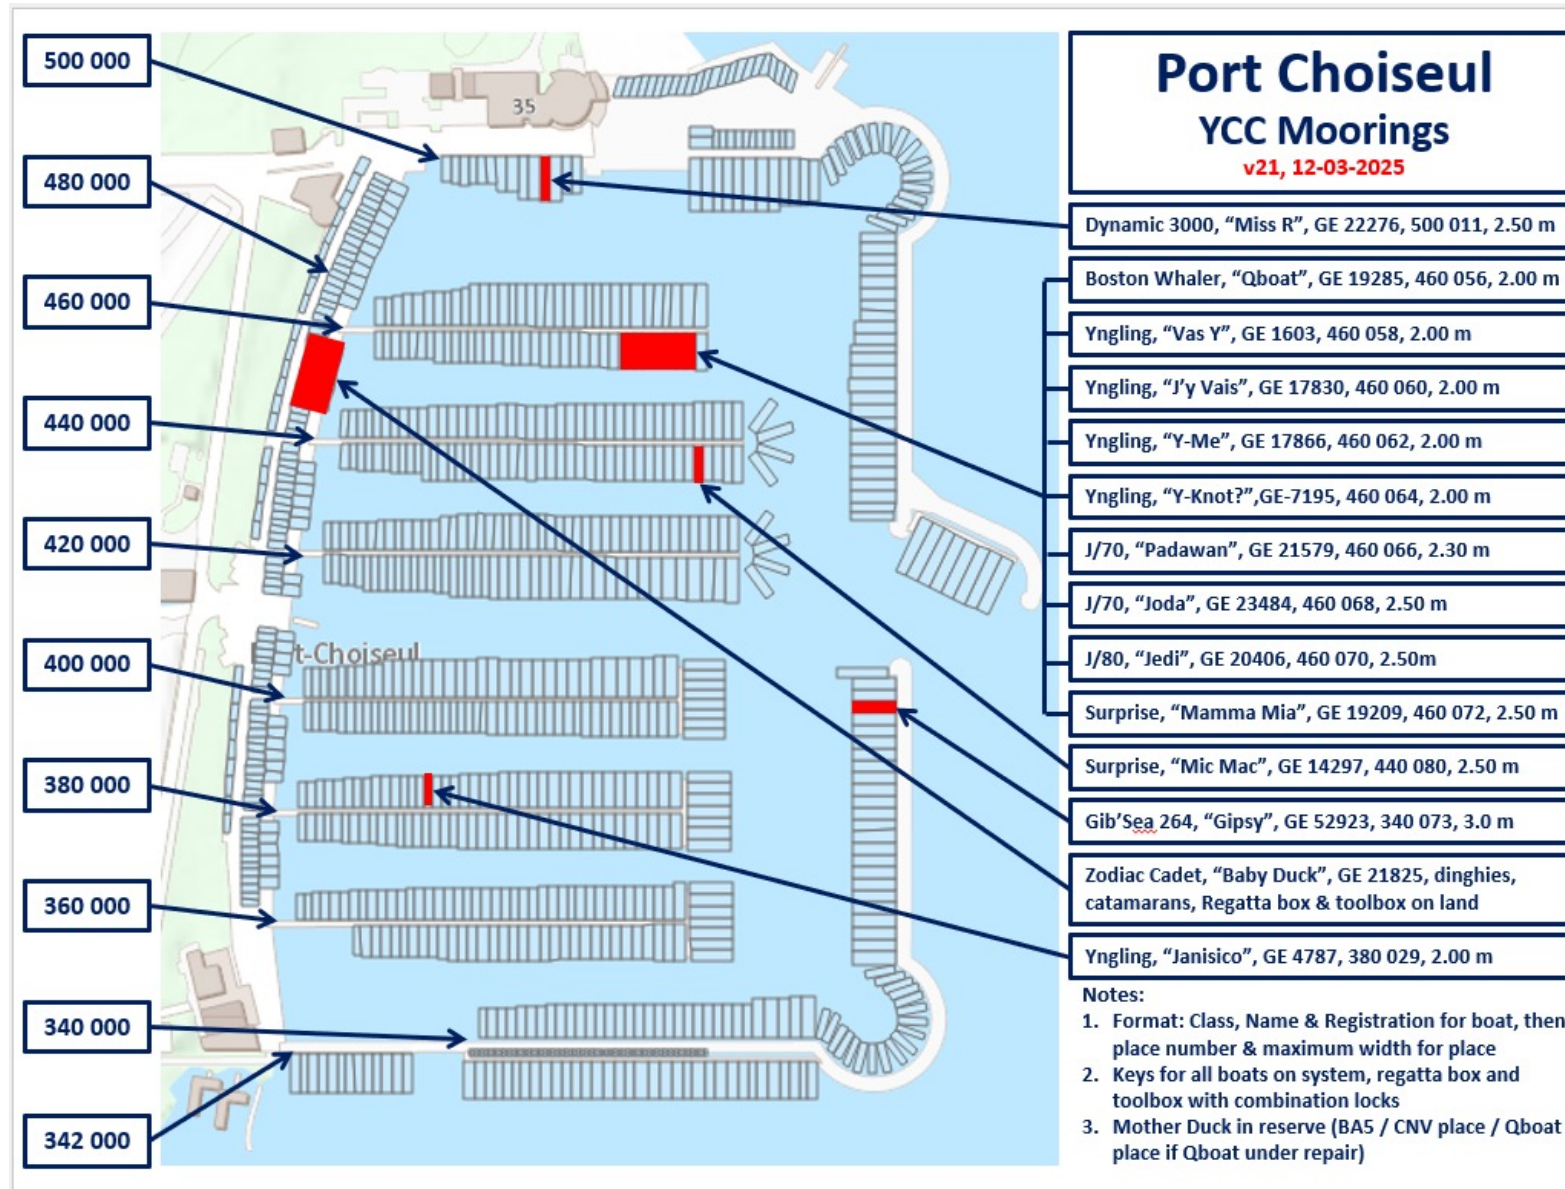 500 000
480 000
460 000
440 000
420 000
400 000
380 000
360 000
340 000
342 000
35
t-Choiseul
Port Choiseul
YCC Moorings
v21, 12-03-2025
Dynamic 3000, “Miss R”, GE 22276, 500 011, 2.50 m
Boston Whaler, “Qboat”, GE 19285, 460 056, 2.00 m
Yngling, “Vas Y”, GE 1603, 460 058, 2.00 m
Yngling, “J’y Vais”, GE 17830, 460 060, 2.00 m
Yngling, “Y-Me”, GE 17866, 460 062, 2.00 m
Yngling, “Y-Knot?”,GE-7195, 460 064, 2.00 m
J/70, “Padawan”, GE 21579, 460 066, 2.30 m
J/70, “Joda”, GE 23484, 460 068, 2.50 m
J/80, “Jedi”, GE 20406, 460 070, 2.50m
Surprise, “Mamma Mia”, GE 19209, 460 072, 2.50 m
Surprise, “Mic Mac”, GE 14297, 440 080, 2.50 m
Gib’Sea 264, “Gipsy”, GE 52923, 340 073, 3.0 m
Zodiac Cadet, “Baby Duck”, GE 21825, dinghies,
catamarans, Regatta box & toolbox on land
Yngling, “Janisico”, GE 4787, 380 029, 2.00 m
Notes:
1. Format: Class, Name & Registration for boat, then
place number & maximum width for place
2. Keys for all boats on system, regatta box and
toolbox with combination locks
3. Mother Duck in reserve (BA5 / CNV place / Qboat
place if Qboat under repair)